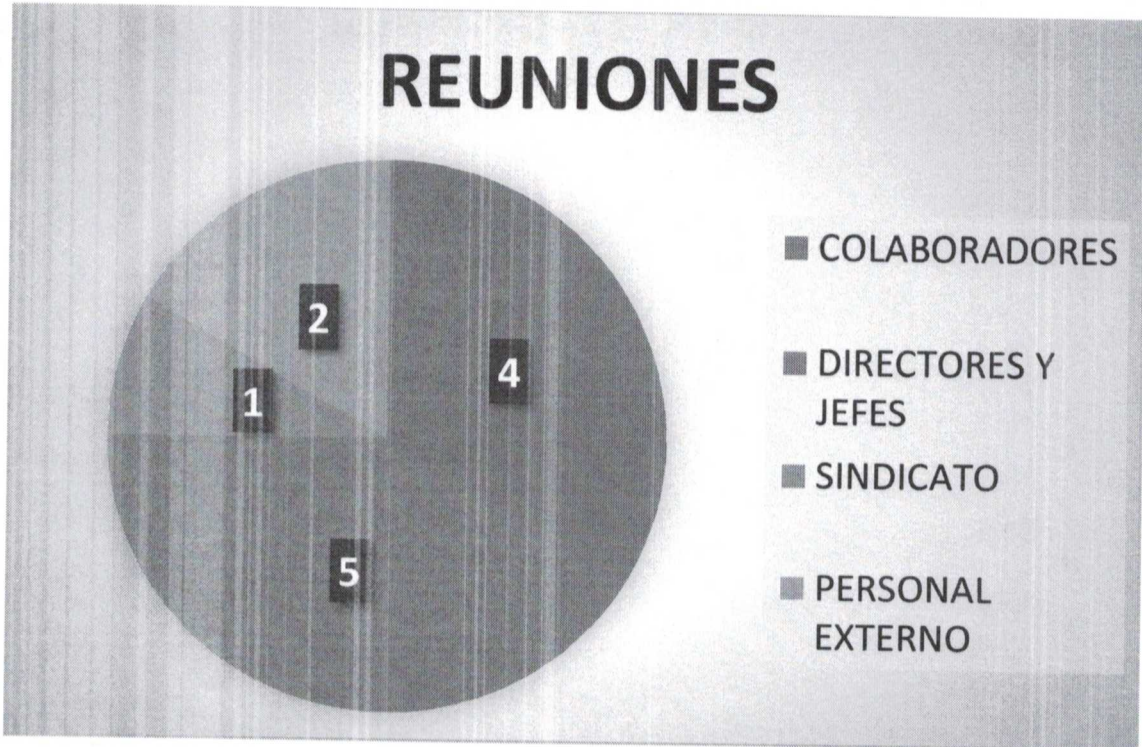 REUNIONES
2
4
1
5
COLABORADORES
DIRECTORES Y
JEFES
SINDICATO
PERSONAL
EXTERNO